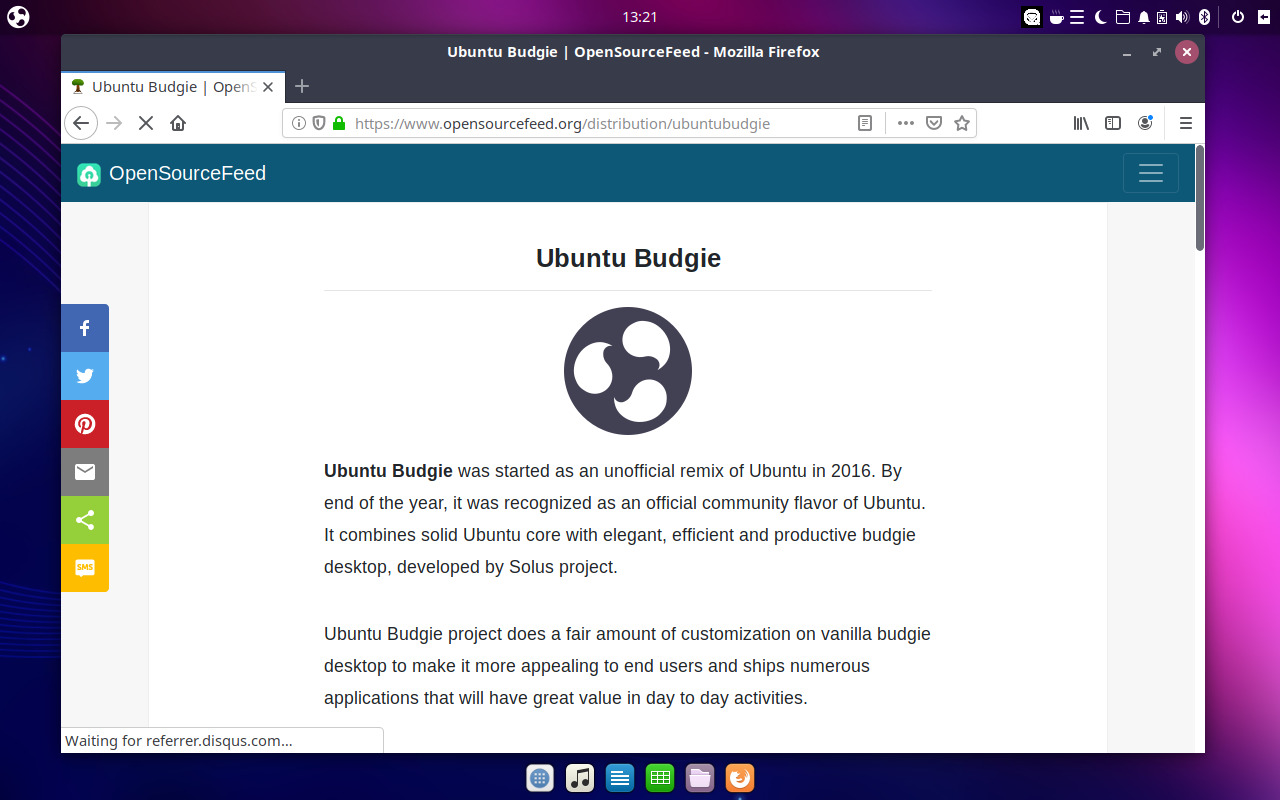 13:21
Ubuntu Budgie | OpenSourceFeed - Mozilla Firefox
Ubuntu Budgie | OpenS
https://www.opensourcefeed.org/distribution/ubuntubudgie
OpenSourceFeed
Ubuntu Budgie
Ubuntu Budgie was started as an unofficial remix of Ubuntu in 2016. By
end of the year, it was recognized as an official community flavor of Ubuntu.
It combines solid Ubuntu core with elegant, efficient and productive budgie
desktop, developed by Solus project.
SMS
Ubuntu Budgie project does a fair amount of customization on vanilla budgie
desktop to make it more appealing to end users and ships numerous
applications that will have great value in day to day activities.
Waiting for referrer.disqus.com...